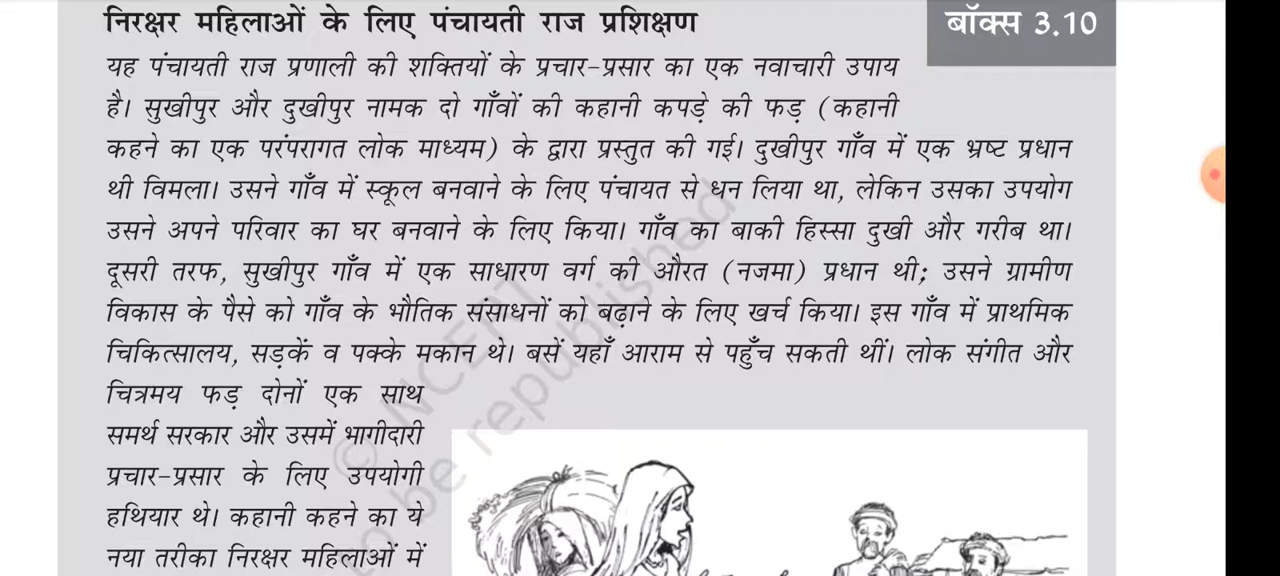 निरक्षर महिलाओं के लिए पंचायती राज प्रशिक्षण
बॉक्स 3.10
यह पंचायती राज प्रणाली की शक्तियों के प्रचार-प्रसार का एक नवाचारी उपाय
है। सुखीपुर और दुखीपुर नामक दो गाँवों की कहानी कपड़े की फड़ (कहानी
कहने का एक परंपरागत लोक माध्यम) के द्वारा प्रस्तुत की गई। दुखीपुर गाँव में एक भ्रष्ट प्रधान
थी विमला। उसने गाँव में स्कूल बनवाने के लिए पंचायत से धन लिया था, लेकिन उसका उपयोग
उसने अपने परिवार का घर बनवाने के लिए किया। गाँव का बाकी हिस्सा दुखी और गरीब था।
दूसरी तरफ, सुखीपुर गाँव में एक साधारण वर्ग की औरत (नजमा) प्रधान थी; उसने ग्रामीण
विकास के पैसे को गाँव के भौतिक संसाधनों को बढ़ाने के लिए खर्च किया। इस गाँव में प्राथमिक
चिकित्सालय, सड़कें व पक्के मकान थे। बसें यहाँ आराम से पहुँच सकती थीं। लोक संगीत और
चित्रमय फड़ दोनों एक साथ
समर्थ सरकार और उसमें भागीदारी
प्रचार-प्रसार के लिए उपयोगी
हथियार थे। कहानी कहने का ये
नया तरीका निरक्षर महिलाओं में
© NCERT
to be republished